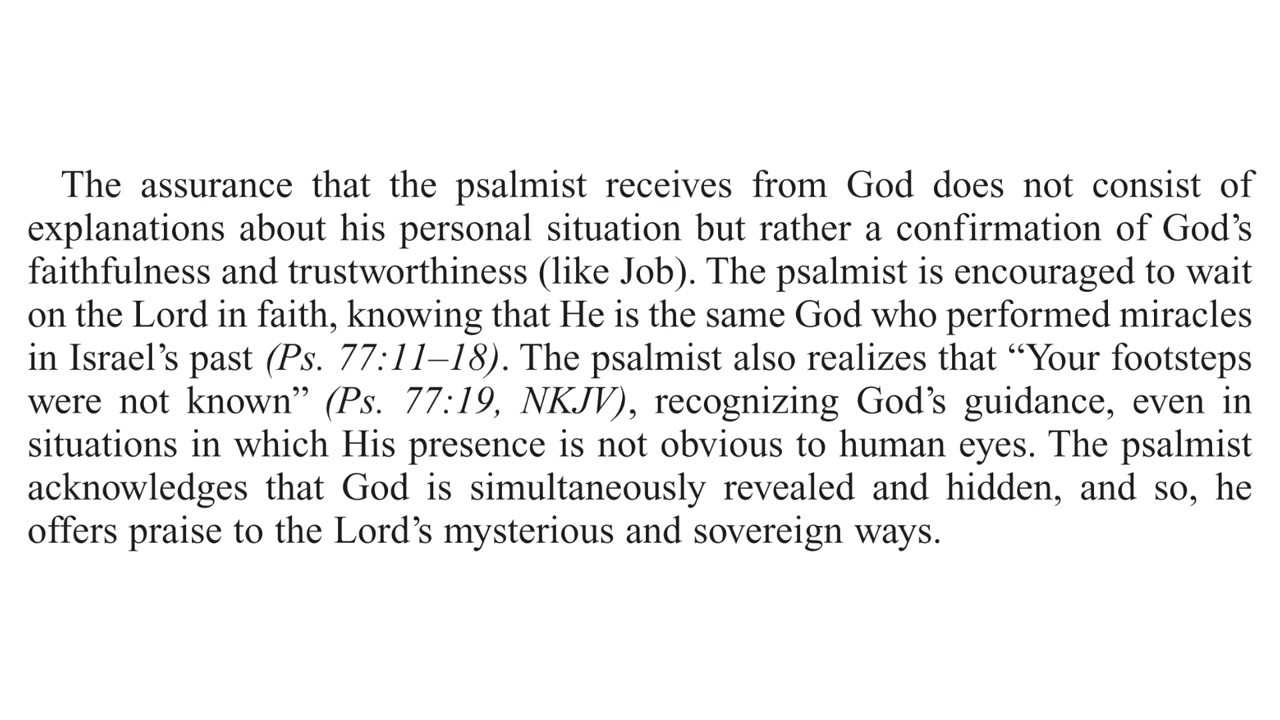 The assurance that the psalmist receives from God does not consist of
explanations about his personal situation but rather a confirmation of God’s
faithfulness and trustworthiness (like Job). The psalmist is encouraged to wait
on the Lord in faith, knowing that He is the same God who performed miracles
in Israel’s past (Ps. 77:11–18). The psalmist also realizes that “Your footsteps
were not known” (Ps. 77:19, NKJV), recognizing God’s guidance, even in
situations in which His presence is not obvious to human eyes. The psalmist
acknowledges that God is simultaneously revealed and hidden, and so, he
offers praise to the Lord’s mysterious and sovereign ways.